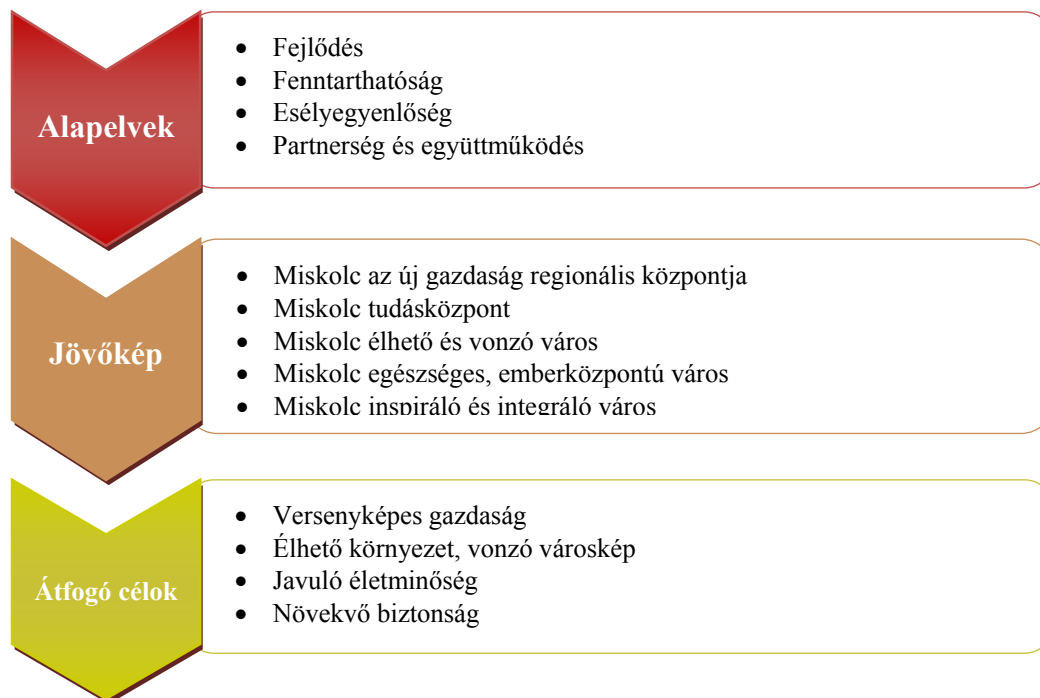 Alapelvek
• Fejlődés
• Fenntarthatóság
• Esélyegyenlőség
• Partnerség és együttműködés
Jövőkép
• Miskolc az új gazdaság regionális központja
• Miskolc tudásközpont
• Miskolc élhető és vonzó város
• Miskolc egészséges, emberközpontú város
• Miskolc inspiráló és integráló város
Átfogó célok
• Versenyképes gazdaság
• Élhető környezet, vonzó városkép
• Javuló életminőség
• Növekvő biztonság